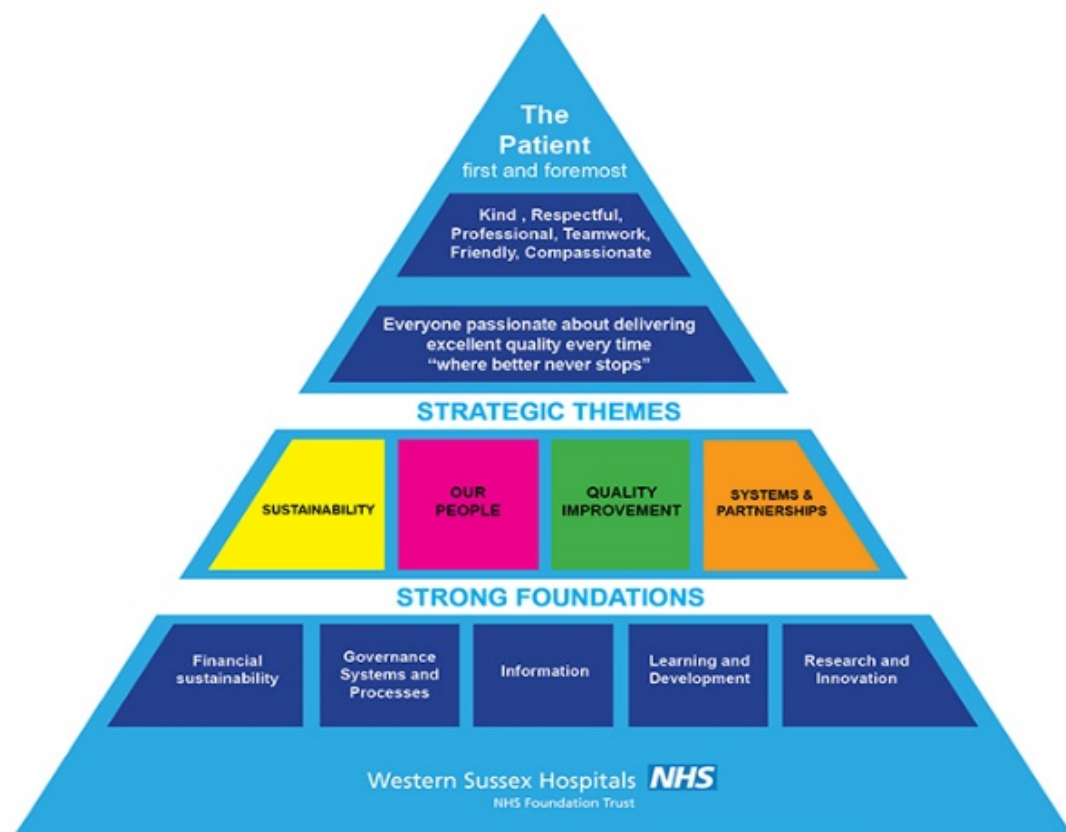 The
Patient
first and foremost
Kind , Respectful,
Professional, Teamwork,
Friendly, Compassionate
Everyone passionate about delivering
excellent quality every time
“where better never stops”
STRATEGIC THEMES
SUSTAINABILITY
OUR
PEOPLE
QUALITY
IMPROVEMENT
SYSTEMS &
PARTNERSHIPS
STRONG FOUNDATIONS
Financial
sustainability
Governance
Systems and
Processes
Information
Learning and
Development
Research and
Innovation
Western Sussex Hospitals NHS
NHS Foundation Trust